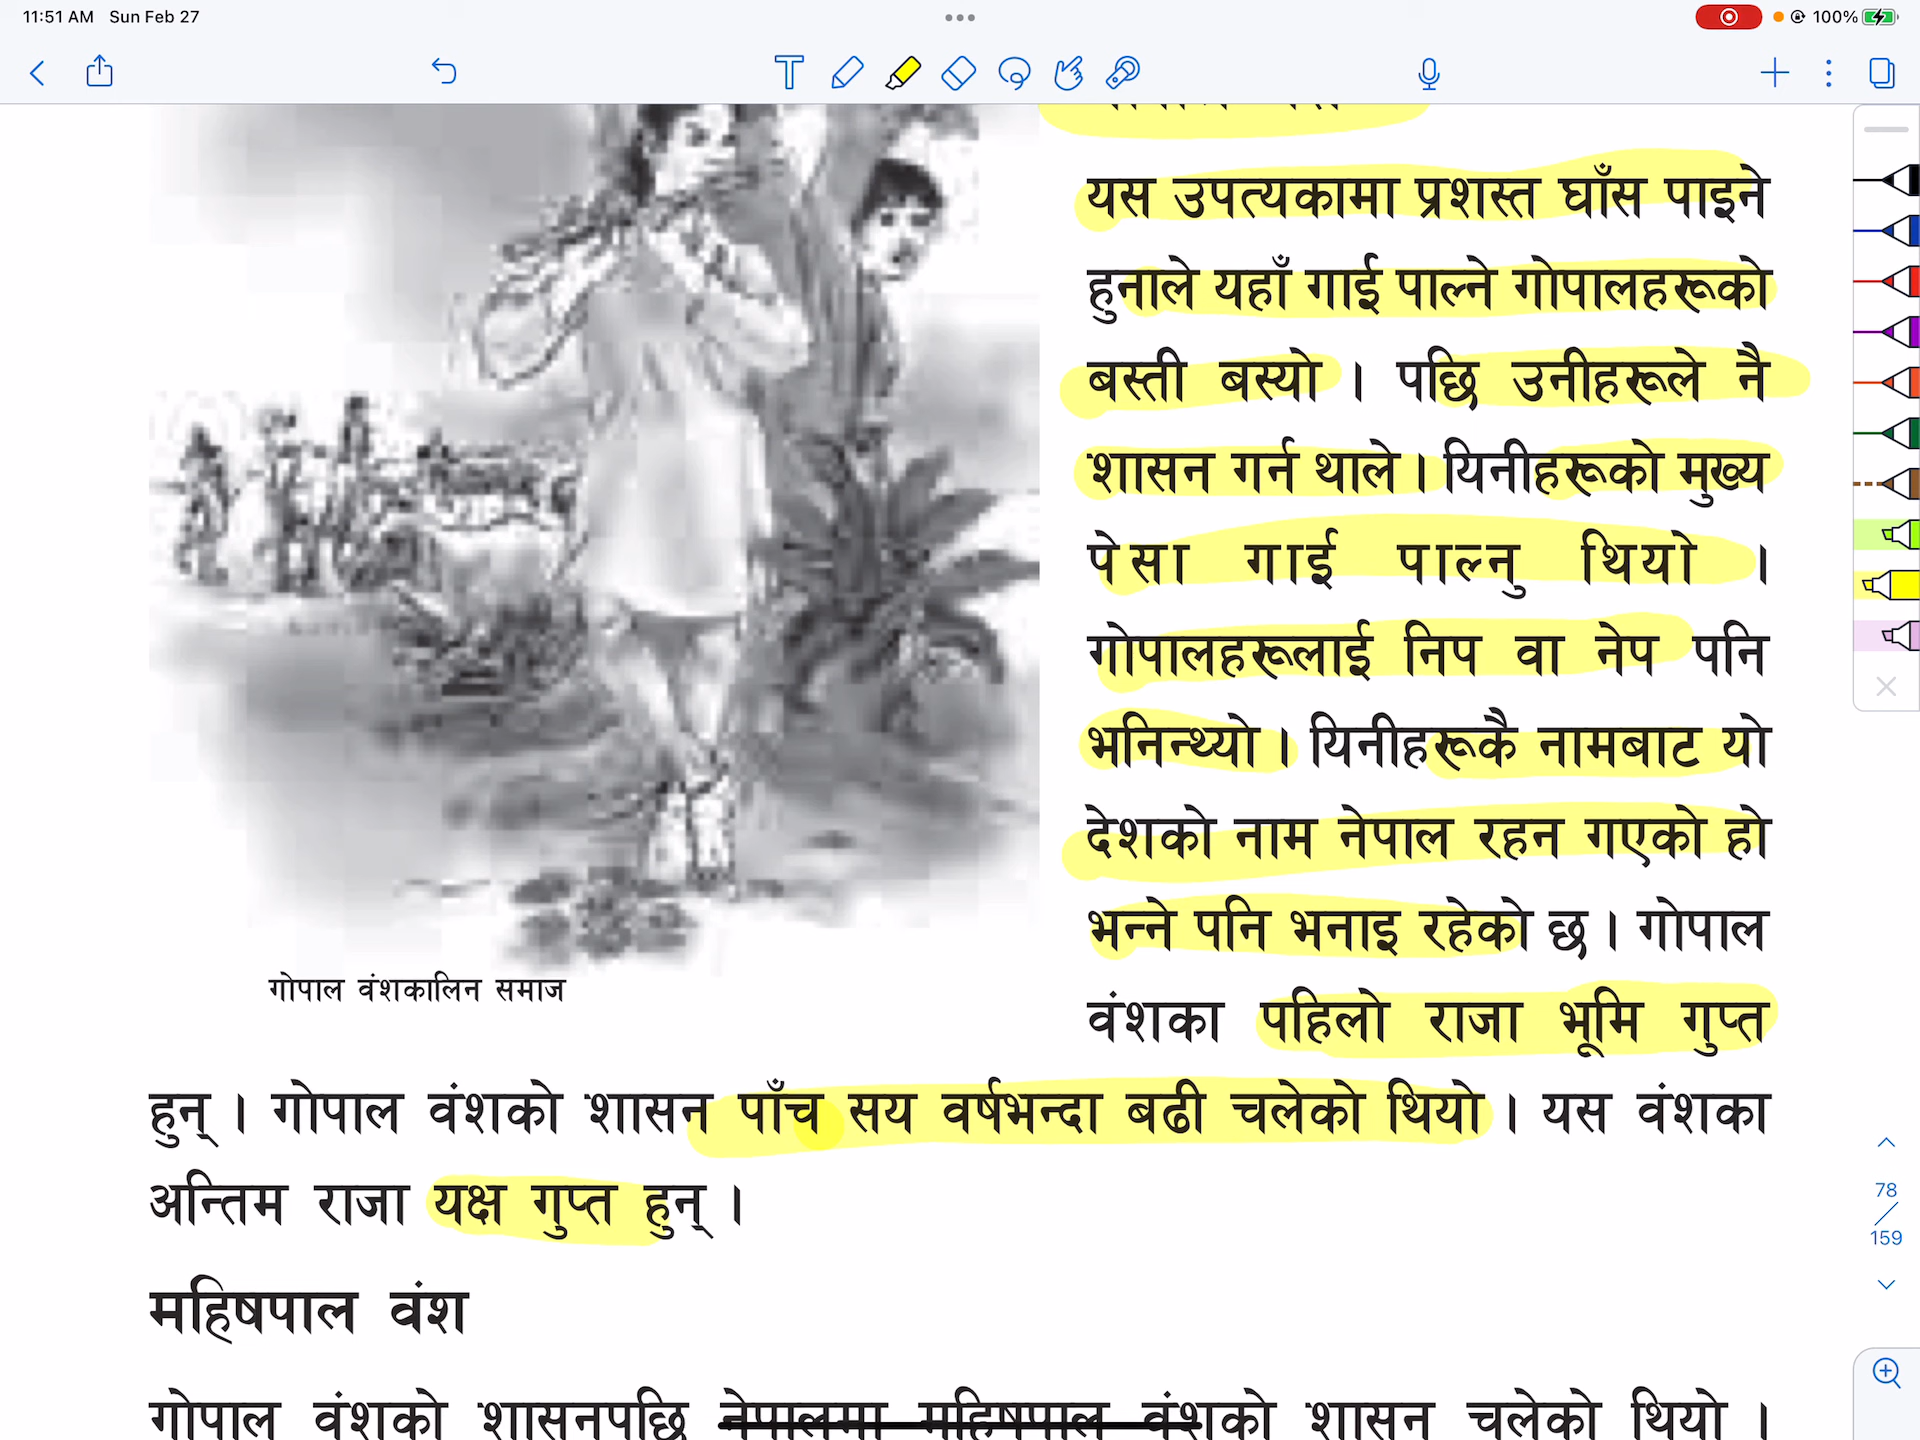 11:51 AM Sun Feb 27
100%
यस उपत्यकामा प्रशस्त घाँस पाइने
हुनाले यहाँ गाई पाल्ने गोपालहरूको
बस्ती बस्यो । पछि उनीहरूले नै
शासन गर्न थाले । यिनीहरूको मुख्य
पेसा गाई पाल्नु थियो ।
गोपालहरूलाई निप वा नेप पनि
भनिन्थ्यो । यिनीहरूकै नामबाट यो
देशको नाम नेपाल रहन गएको हो
भन्ने पनि भनाइ रहेको छ । गोपाल
वंशका पहिलो राजा भूमि गुप्त
गोपाल वंशकालिन समाज
हुन् । गोपाल वंशको शासन पाँच सय वर्षभन्दा बढी चलेको थियो । यस वंशका
अन्तिम राजा यक्ष गुप्त हुन् ।
महिषपाल वंश
गोपाल वंशको शासनपछि नेपालमा महिषपाल वंशको शासन चलेको थियो ।
78
159